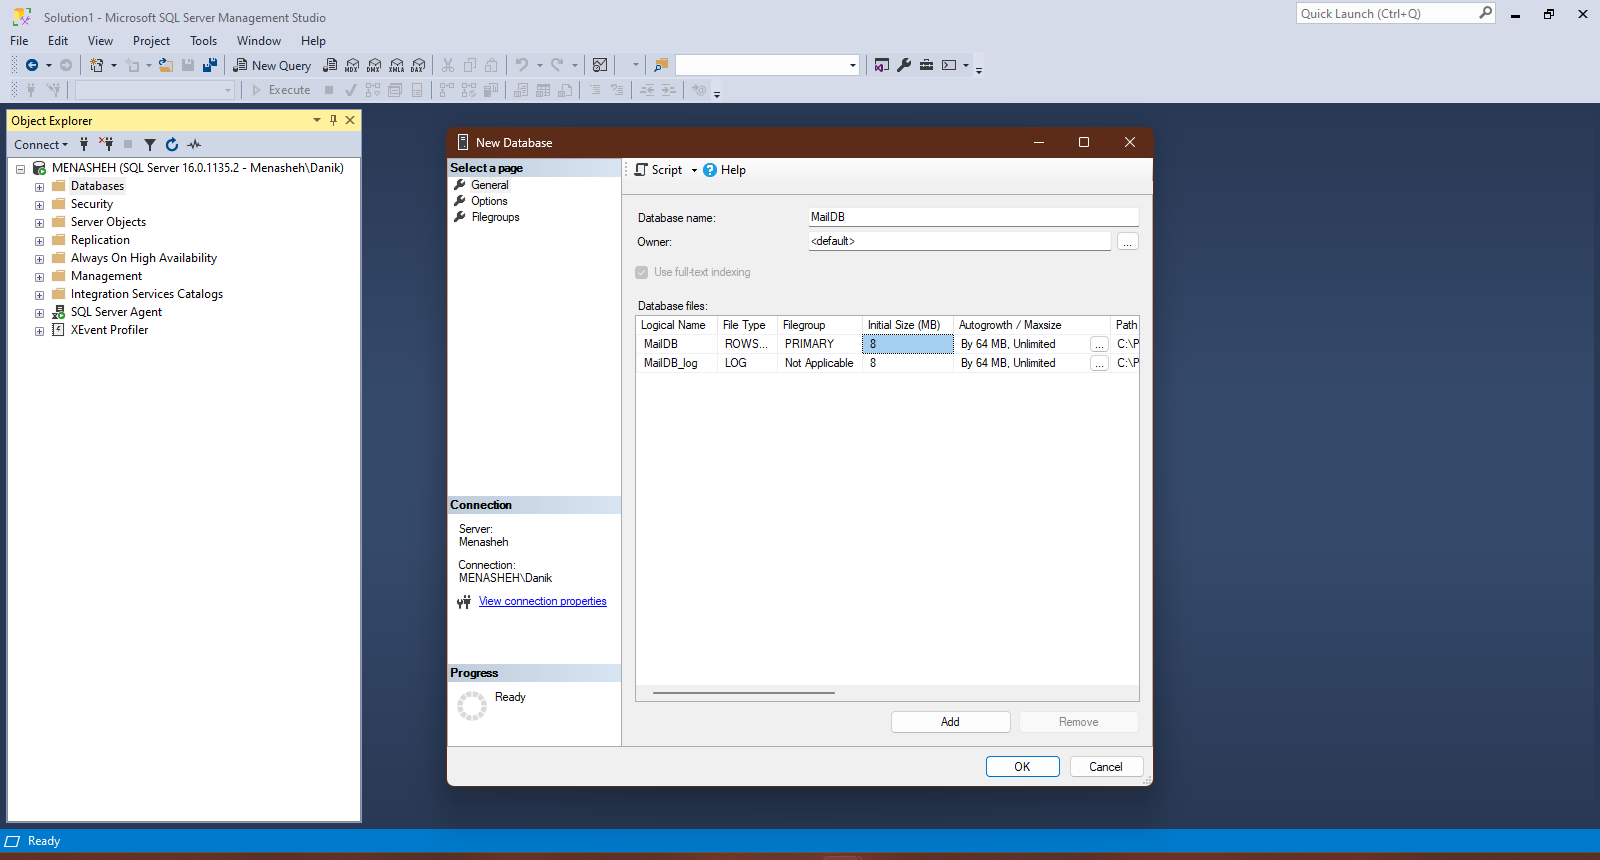 Solution1 - Microsoft SQL Server Management Studio
Quick Launch (Ctrl+Q)
File Edit View Project Tools Window Help
New Query MDX DMX XMLA DAX
Execute
Object Explorer
Connect
MENASHEH (SQL Server 16.0.1135.2 - Menasheh\Danik)
Databases
Security
Server Objects
Replication
Always On High Availability
Management
Integration Services Catalogs
SQL Server Agent
XEvent Profiler
New Database
Select a page
General
Options
Filegroups
Connection
Server:
Menasheh
Connection:
MENASHEH\Danik
View connection properties
Progress
Ready
Script Help
Database name: MailDB
Owner: <default> ...
Use full-text indexing
Database files:
Logical Name File Type Filegroup Initial Size (MB) Autogrowth / Maxsize Path
MailDB ROWS... PRIMARY 8 By 64 MB, Unlimited ... C:\P
MailDB_log LOG Not Applicable 8 By 64 MB, Unlimited ... C:\P
Add Remove
OK Cancel
Ready